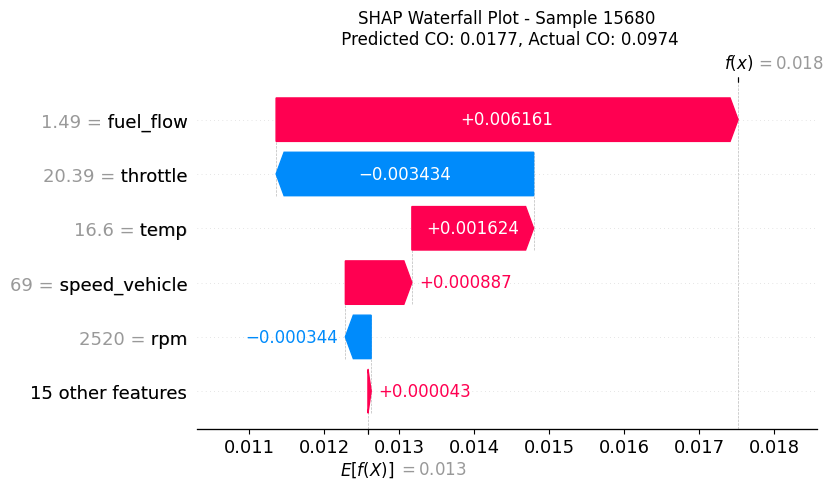 SHAP Waterfall Plot - Sample 15680
Predicted CO: 0.0177, Actual CO: 0.0974
f(x) = 0.018
1.49 = fuel_flow
+0.006161
20.39 = throttle
−0.003434
16.6 = temp
+0.001624
69 = speed_vehicle
+0.000887
2520 = rpm
−0.000344
15 other features
+0.000043
0.011 0.012 0.013 0.014 0.015 0.016 0.017 0.018
E[f(X)] = 0.013